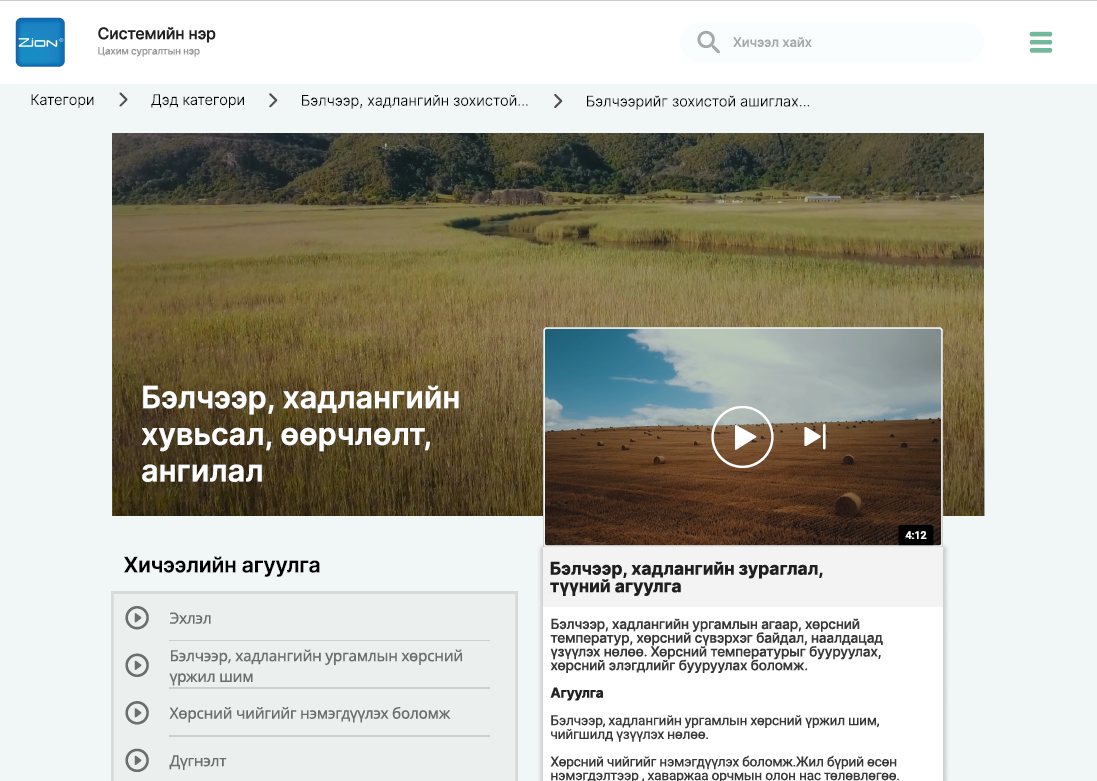 Zion®
Системийн нэр
Цахим сургалтын нэр
Хичээл хайх
Категори
Дэд категори
Бэлчээр, хадлангийн зохистой...
Бэлчээрийг зохистой ашиглах...
Бэлчээр, хадлангийн
хувьсал, өөрчлөлт,
ангилал
4:12
Хичээлийн агуулга
Эхлэл
Бэлчээр, хадлангийн ургамлын хөрсний
үржил шим
Хөрсний чийгийг нэмэгдүүлэх боломж
Дүгнэлт
Бэлчээр, хадлангийн зураглал,
түүний агуулга
Бэлчээр, хадлангийн ургамлын агаар, хөрсний
температур, хөрсний сүвэрхэг байдал, наалдацад
үзүүлэх нөлөө. Хөрсний температурыг бууруулах,
хөрсний элэгдлийг бууруулах боломж.
Агуулга
Бэлчээр, хадлангийн ургамлын хөрсний үржил шим,
чийгшилд үзүүлэх нөлөө.
Хөрсний чийгийг нэмэгдүүлэх боломж.Жил бүрий өсөн
нэмэгдэлтээр , хаваржаа орчмын олон нас төлөвлөгөө.